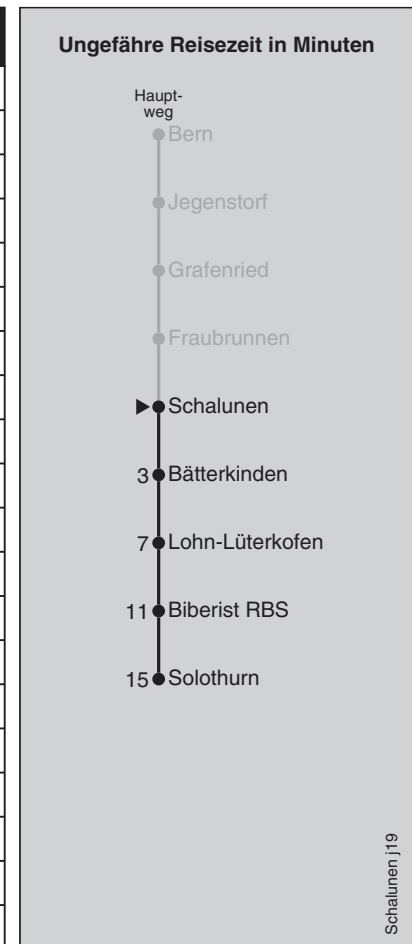 Ungefähre Reisezeit in Minuten
Haupt-
weg
Bern
Jegenstorf
Grafenried
Fraubrunnen
Schalunen
3 Bätterkinden
7 Lohn-Lüterkofen
11 Biberist RBS
15 Solothurn
Schalunen j19